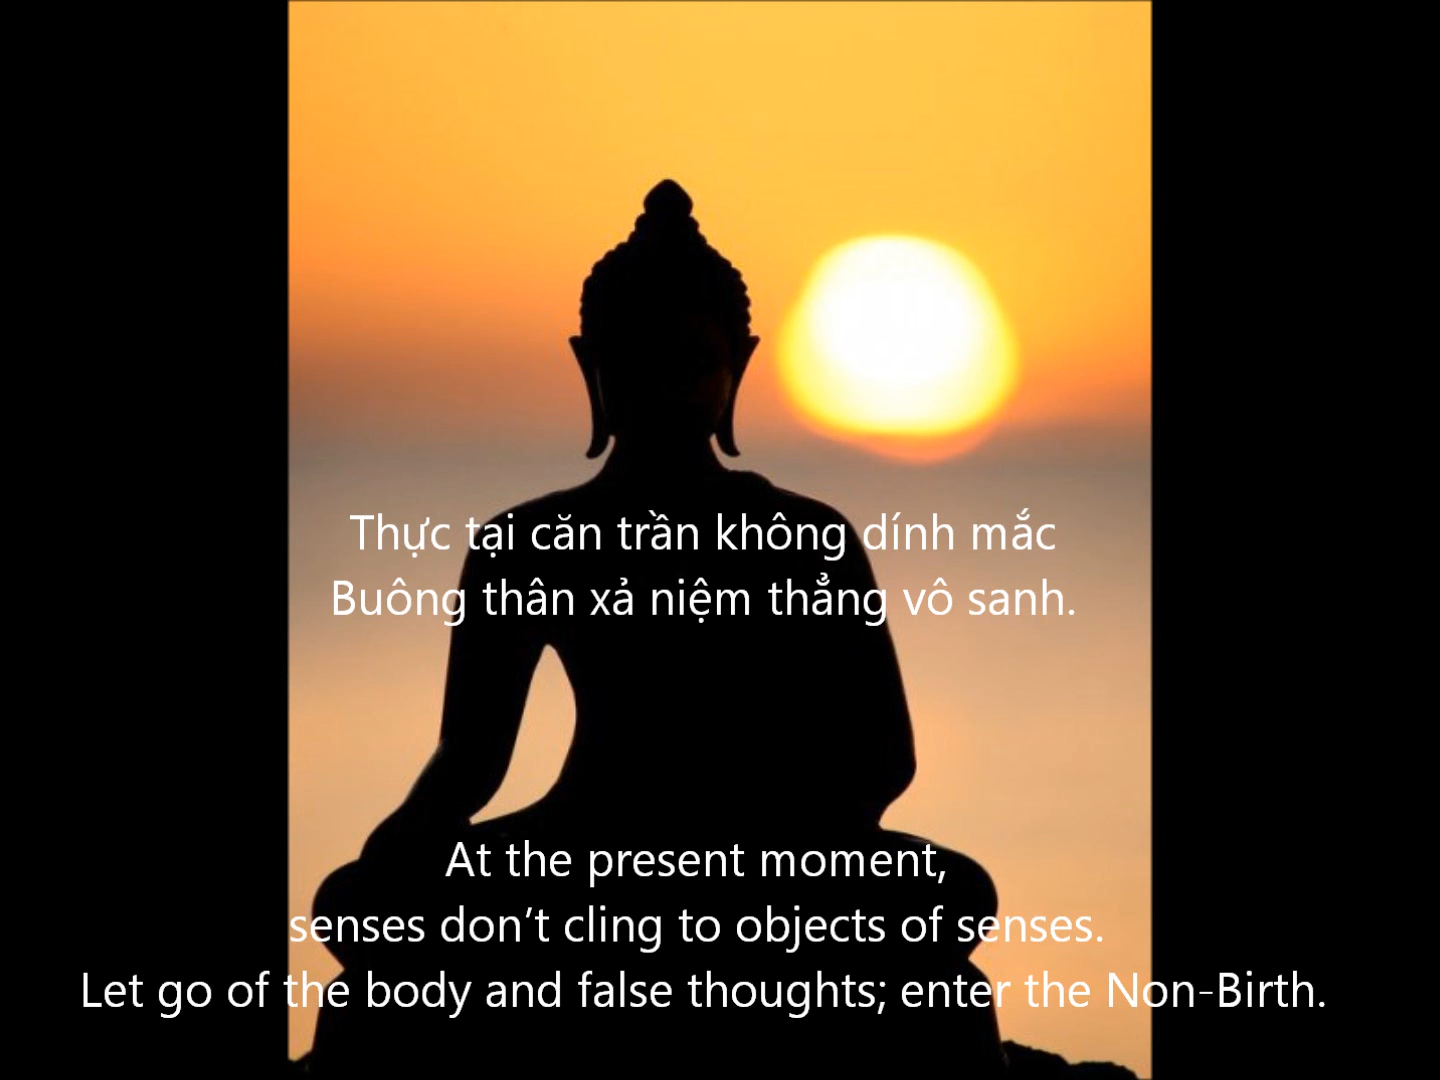 Thực tại căn trần không dính mắc
Buông thân xả niệm thẳng vô sanh.
At the present moment,
senses don’t cling to objects of senses.
Let go of the body and false thoughts; enter the Non-Birth.